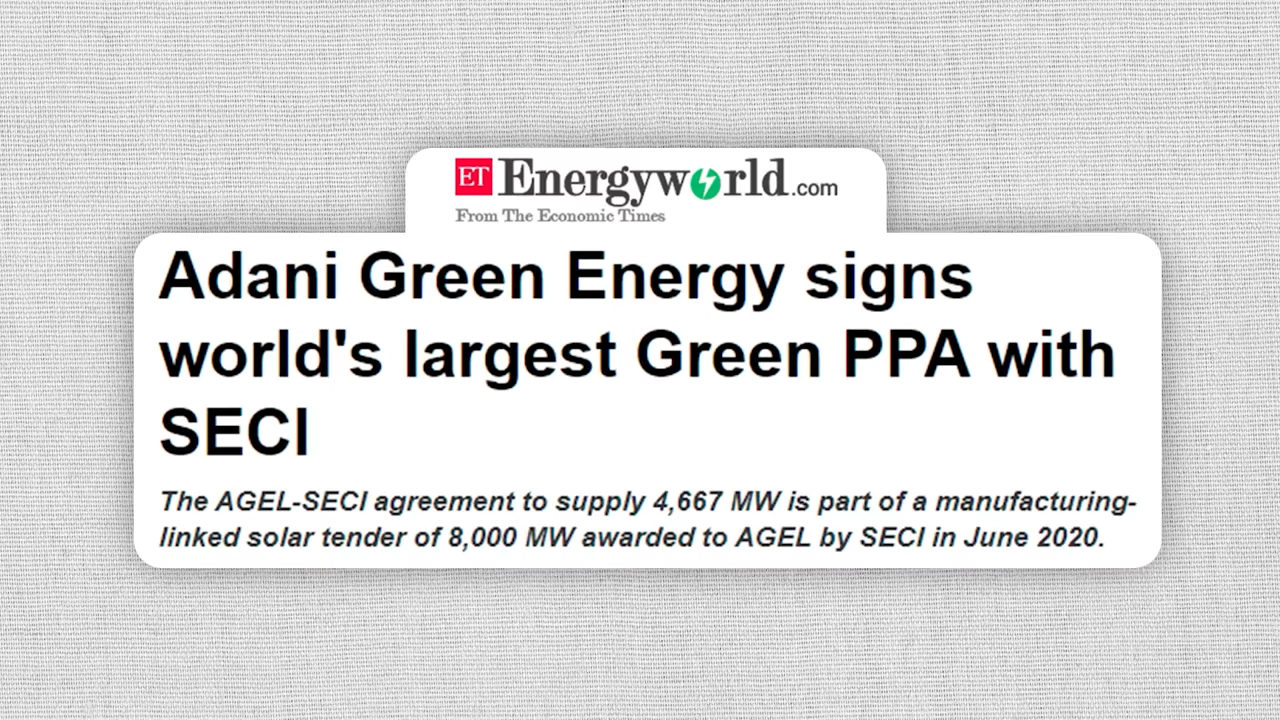 ET Energyworld.com
From The Economic Times
Adani Green Energy signs
world's largest Green PPA with
SECI
The AGEL-SECI agreement to supply 4,667 MW is part of a manufacturing-
linked solar tender of 8,000 MW awarded to AGEL by SECI in June 2020.